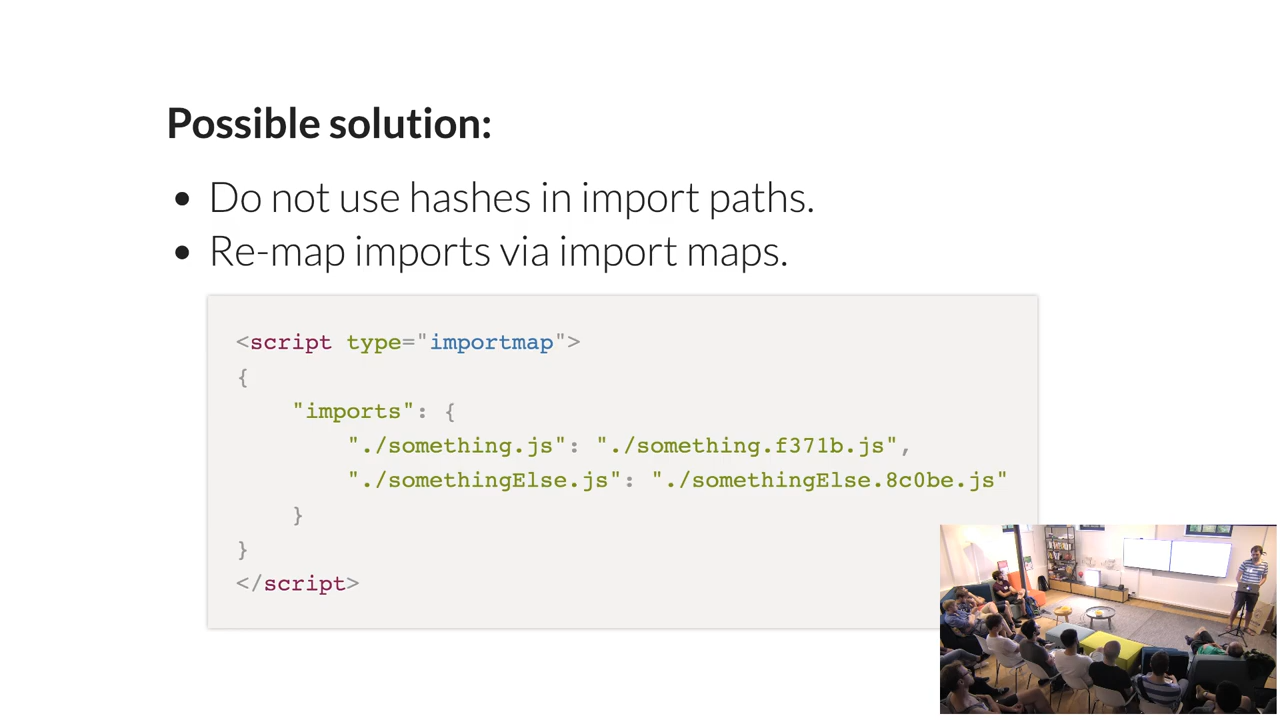 Possible solution:
• Do not use hashes in import paths.
• Re-map imports via import maps.
<script type="importmap">
{
    "imports": {
        "./something.js": "./something.f371b.js",
        "./somethingElse.js": "./somethingElse.8c0be.js"
    }
}
</script>